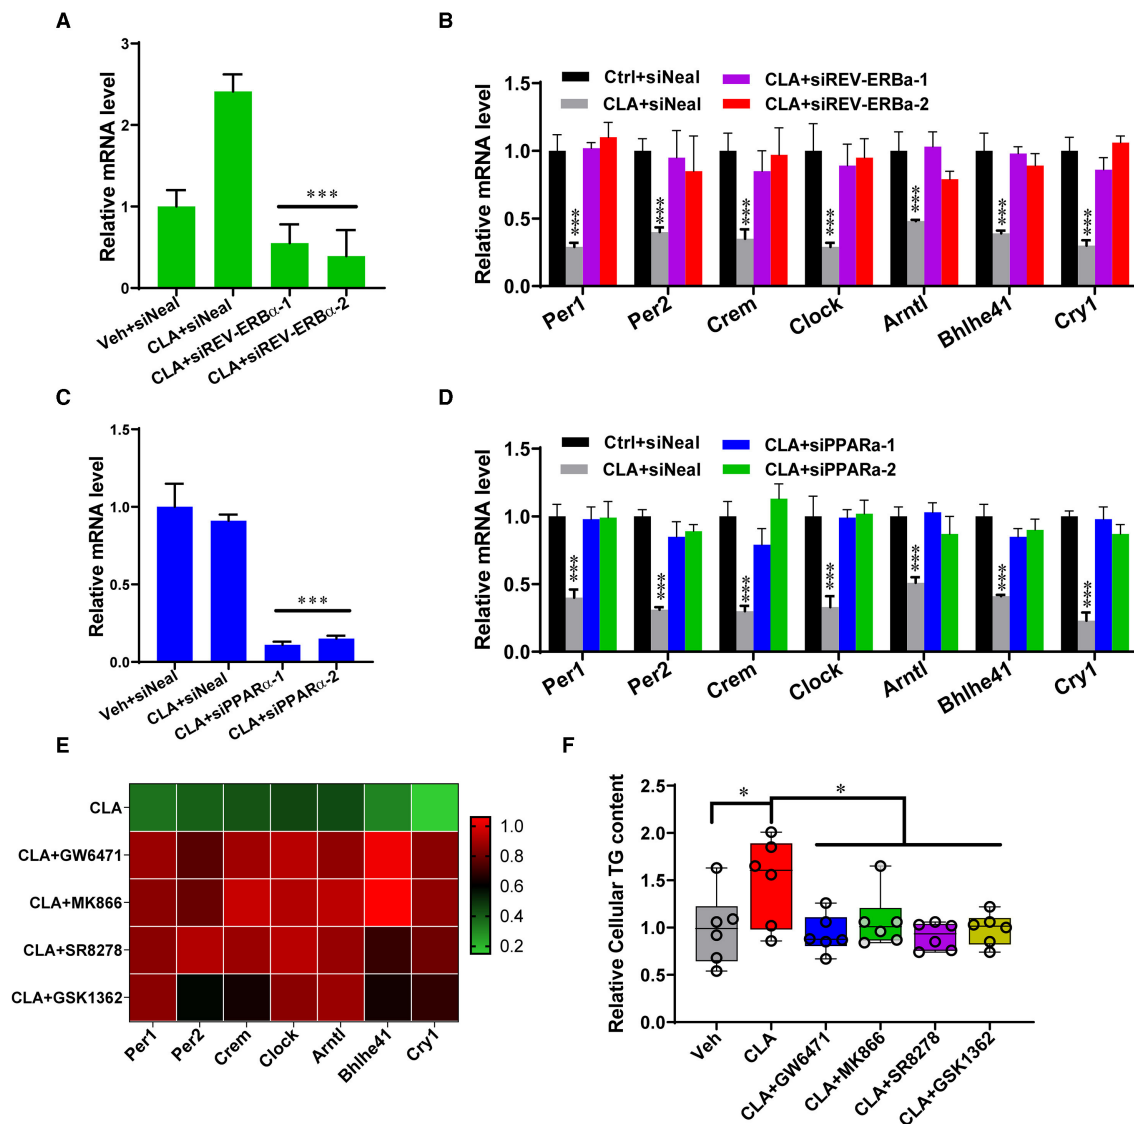 A
Relative mRNA level
3
2
1
0
***
Veh+siNeal
CLA+siNeal
CLA+siREV-ERBα-1
CLA+siREV-ERBα-2
B
Relative mRNA level
1.5
1.0
0.5
0.0
Ctrl+siNeal
CLA+siNeal
CLA+siREV-ERBa-1
CLA+siREV-ERBa-2
***
***
***
***
***
***
***
Per1
Per2
Crem
Clock
Arntl
Bhlhe41
Cry1
C
Relative mRNA level
1.5
1.0
0.5
0.0
***
Veh+siNeal
CLA+siNeal
CLA+siPPARα-1
CLA+siPPARα-2
D
Relative mRNA level
1.5
1.0
0.5
0.0
Ctrl+siNeal
CLA+siNeal
CLA+siPPARa-1
CLA+siPPARa-2
***
***
***
***
***
***
***
Per1
Per2
Crem
Clock
Arntl
Bhlhe41
Cry1
E
CLA
CLA+GW6471
CLA+MK866
CLA+SR8278
CLA+GSK1362
Per1
Per2
Crem
Clock
Arntl
Bhlhe41
Cry1
1.0
0.8
0.6
0.4
0.2
F
Relative Cellular TG content
2.5
2.0
1.5
1.0
0.5
0.0
*
*
Veh
CLA
CLA+GW6471
CLA+MK866
CLA+SR8278
CLA+GSK1362